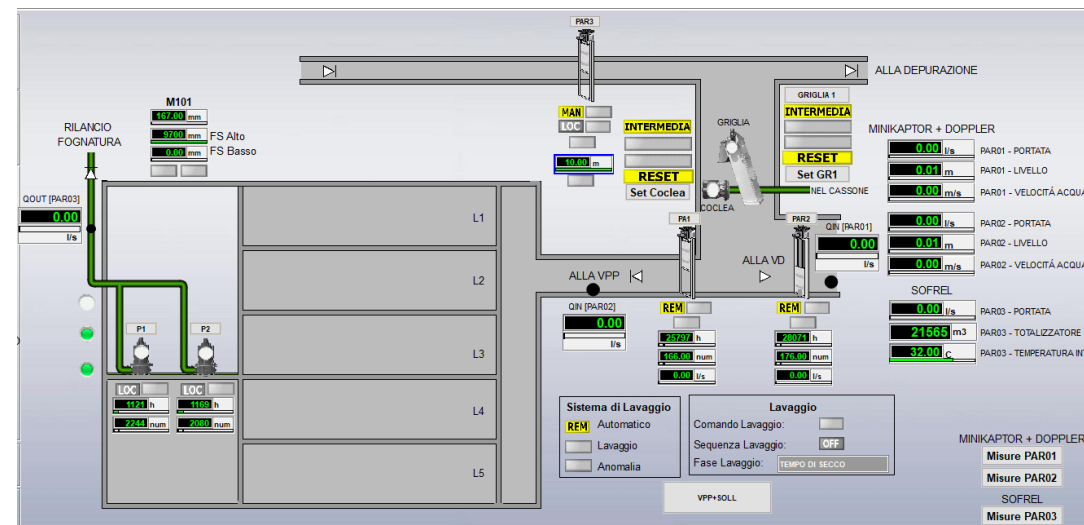 PAR3
ALLA DEPURAZIONE
M101
167.00 mm
9700 mm FS Alto
0.00 mm FS Basso
RILANCIO
FOGNATURA
QOUT [PAR03]
0.00
l/s
MAN
LOC
10.00 m
INTERMEDIA
RESET
Set Coclea
GRIGLIA
COCLEA
GRIGLIA 1
INTERMEDIA
RESET
Set GR1
NEL CASSONE
MINIKAPTOR + DOPPLER
0.00 l/s PAR01 - PORTATA
0.01 m PAR01 - LIVELLO
0.00 m/s PAR01 - VELOCITÁ ACQUA
0.00 l/s PAR02 - PORTATA
0.01 m PAR02 - LIVELLO
0.00 m/s PAR02 - VELOCITÁ ACQUA
SOFREL
0.00 l/s PAR03 - PORTATA
21565 m3 PAR03 - TOTALIZZATORE
32.00 C PAR03 - TEMPERATURA IN
L1
L2
L3
L4
L5
PA1
PAR2
QIN [PAR01]
0.00
l/s
ALLA VPP
ALLA VD
QIN [PAR02]
0.00
l/s
REM
25797 h
166.00 num
0.00 l/s
REM
28071 h
176.00 num
0.00 l/s
P1
P2
LOC
1121 h
2244 num
LOC
1169 h
2080 num
Sistema di Lavaggio
REM Automatico
Lavaggio
Anomalia
Lavaggio
Comando Lavaggio:
Sequenza Lavaggio: OFF
Fase Lavaggio: TEMPO DI SECCO
VPP+SOLL
MINIKAPTOR + DOPPLER
Misure PAR01
Misure PAR02
SOFREL
Misure PAR03